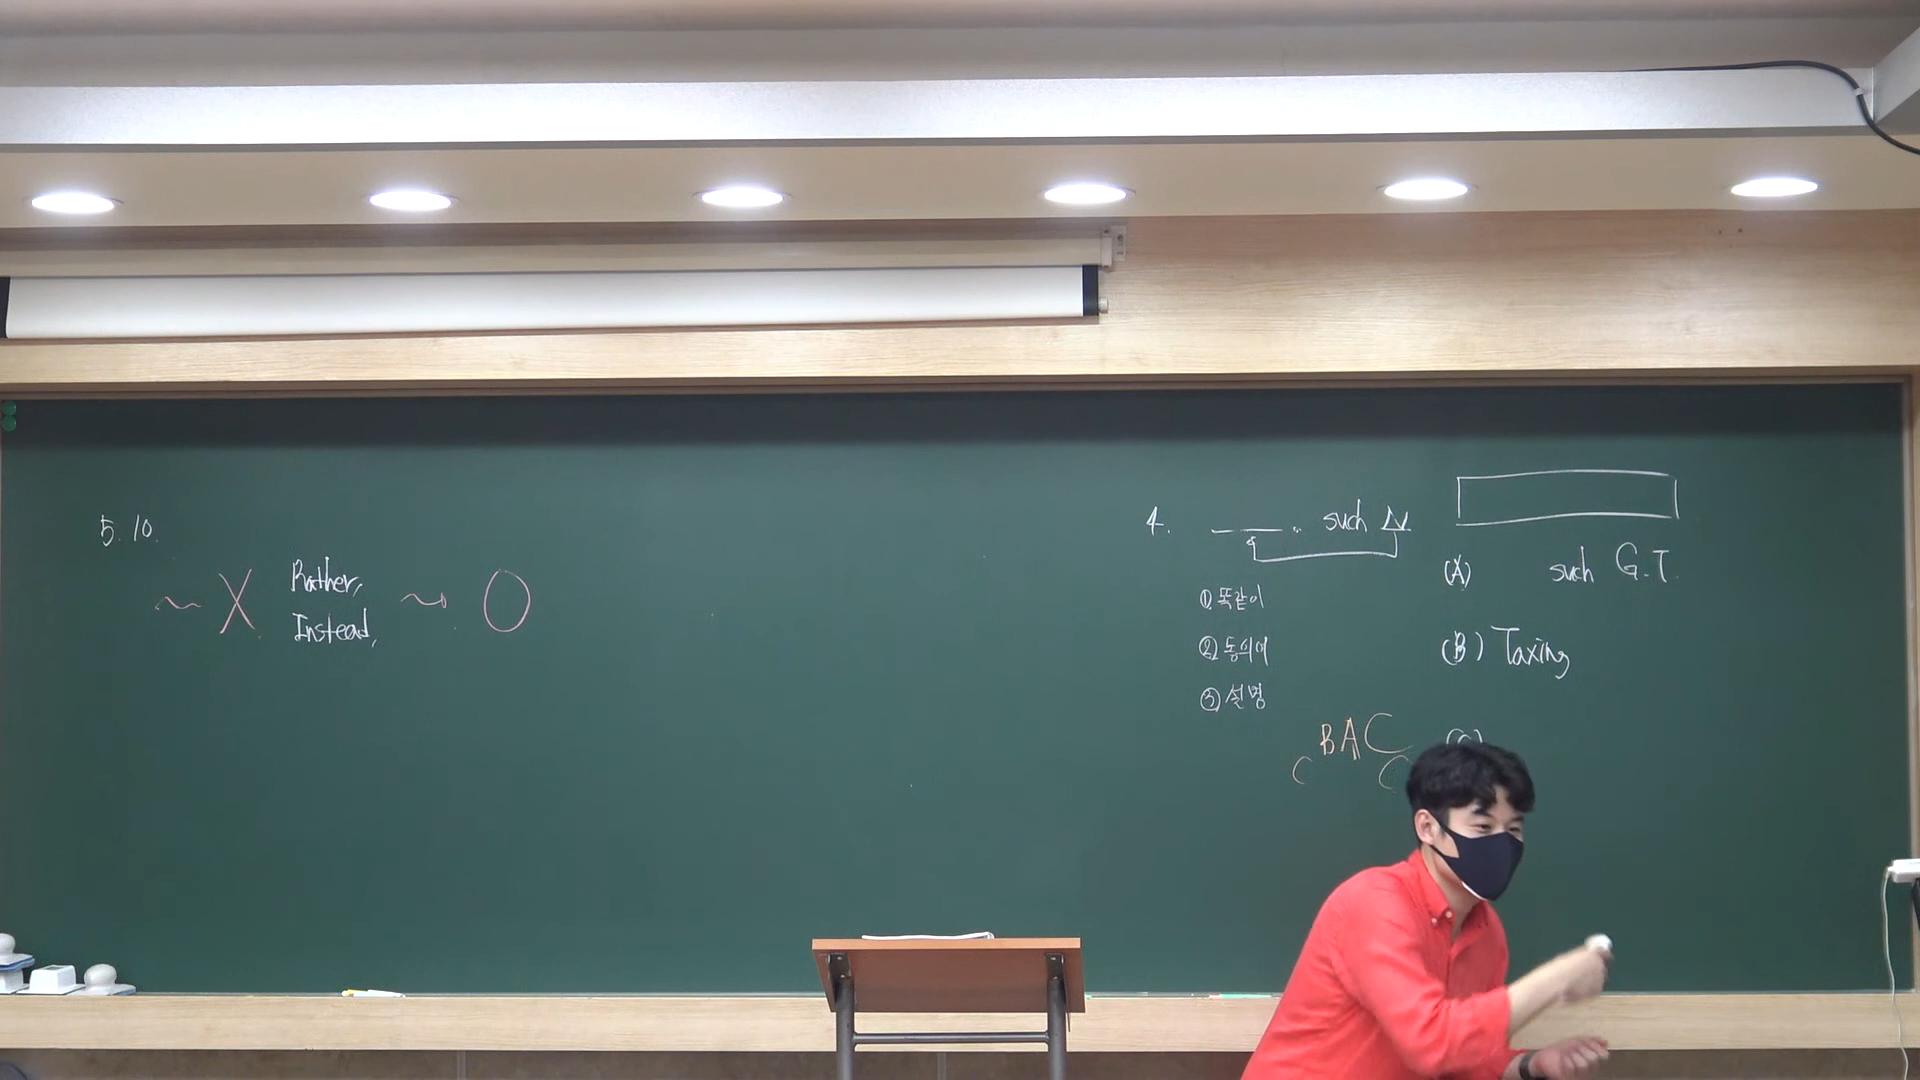 5. 10.
~ X Rather, ~ O
Instead,
4. such N
① 똑같이
② 동의어
③ 설명
(A) such G.T.
(B) Taxing
BAC (C)
C C